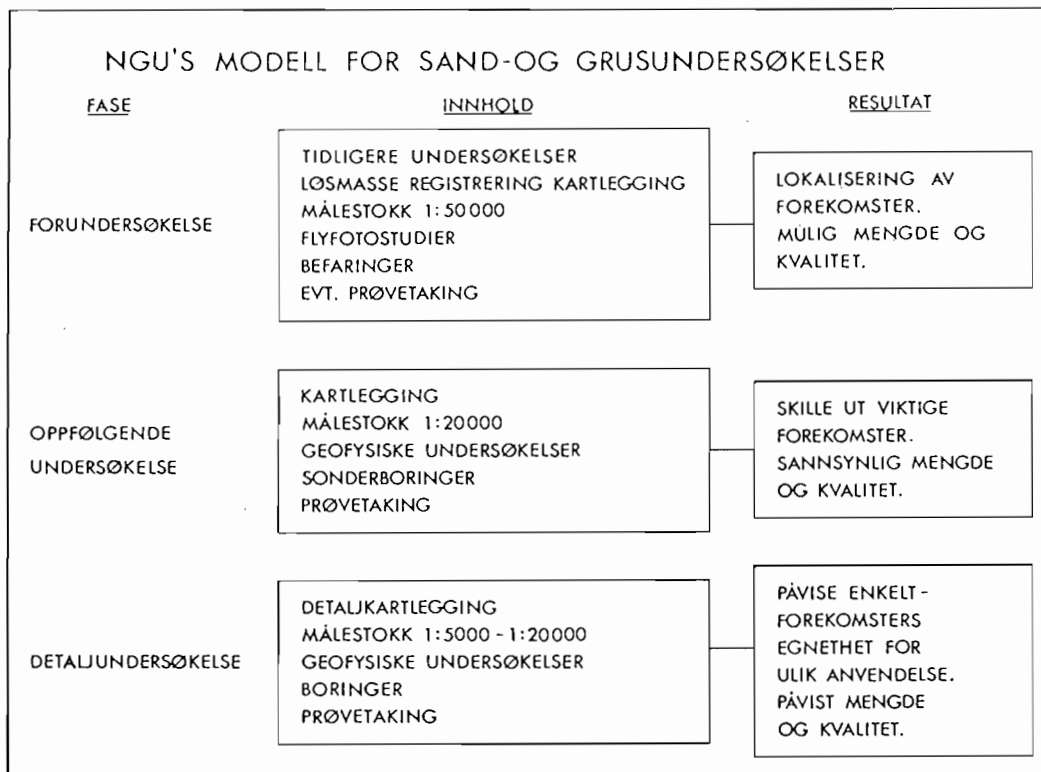 NGU'S MODELL FOR SAND-OG GRUSUNDERSØKELSER
FASE
INNHOLD
RESULTAT
FORUNDERSØKELSE
TIDLIGERE UNDERSØKELSER
LØSMASSE REGISTRERING KARTLEGGING
MÅLESTOKK 1:50000
FLYFOTOSTUDIER
BEFARINGER
EVT. PRØVETAKING
LOKALISERING AV
FOREKOMSTER.
MULIG MENGDE OG
KVALITET.
OPPFØLGENDE
UNDERSØKELSE
KARTLEGGING
MÅLESTOKK 1:20000
GEOFYSISKE UNDERSØKELSER
SONDERBORINGER
PRØVETAKING
SKILLE UT VIKTIGE
FOREKOMSTER.
SANNSYNLIG MENGDE
OG KVALITET.
DETALJUNDERSØKELSE
DETALJKARTLEGGING
MÅLESTOKK 1:5000-1:20000
GEOFYSISKE UNDERSØKELSER
BORINGER
PRØVETAKING
PÅVISE ENKELT-
FOREKOMSTERS
EGNETHET FOR
ULIK ANVENDELSE.
PÅVIST MENGDE
OG KVALITET.